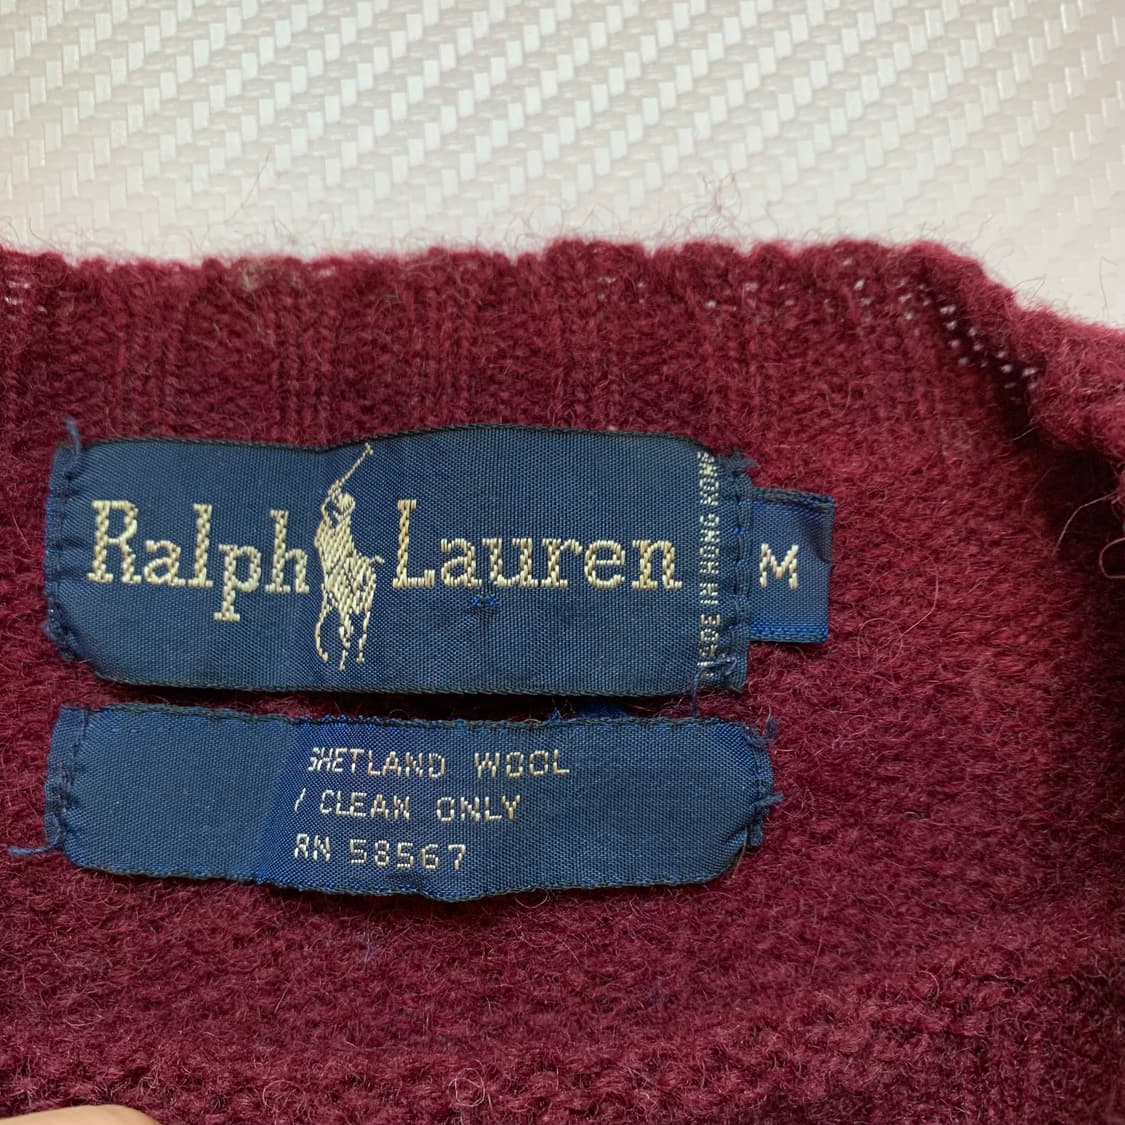 Ralph Lauren
MADE IN HONG KONG
M
SHETLAND WOOL
/ CLEAN ONLY
RN 58567